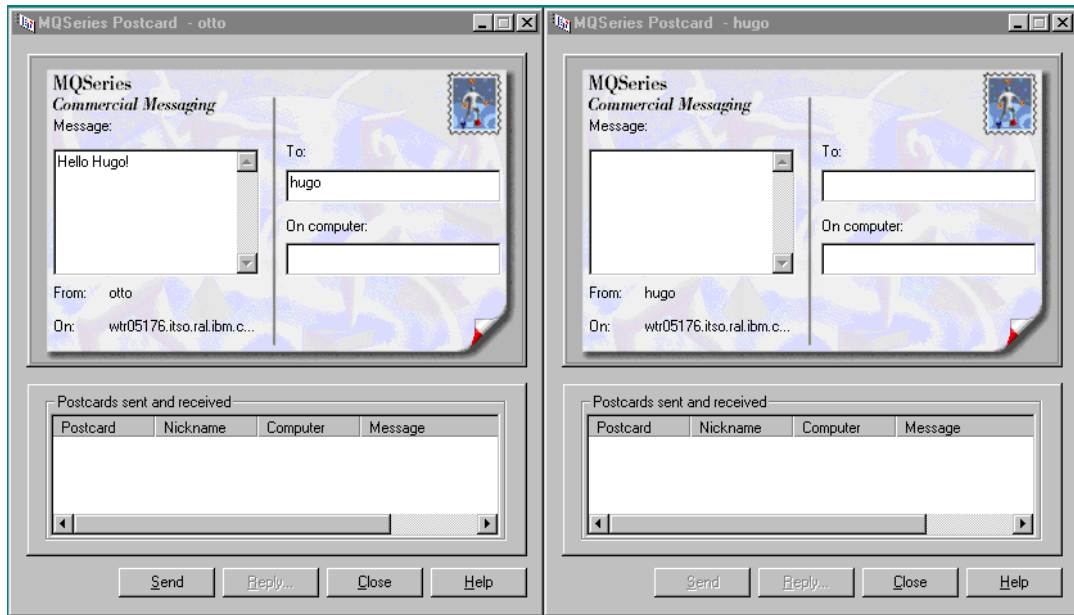 MQSeries Postcard - otto
MQSeries
Commercial Messaging
Message:
Hello Hugo!
To:
hugo
On computer:
From: otto
On: wtr05176.itso.ral.ibm.c...
Postcards sent and received
Postcard Nickname Computer Message
Send Reply... Close Help
MQSeries Postcard - hugo
MQSeries
Commercial Messaging
Message:
To:
On computer:
From: hugo
On: wtr05176.itso.ral.ibm.c...
Postcards sent and received
Postcard Nickname Computer Message
Send Reply... Close Help